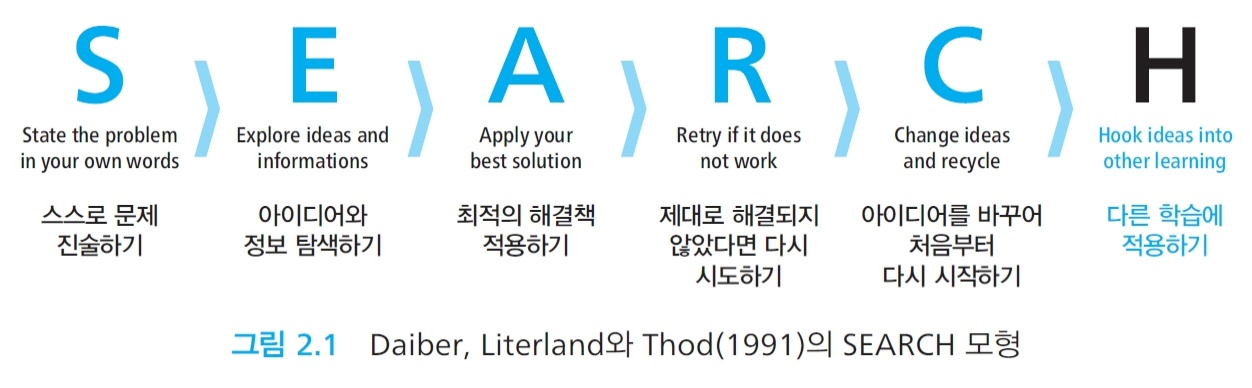 S
State the problem
in your own words
스스로 문제
진술하기
E
Explore ideas and
informations
아이디어와
정보 탐색하기
A
Apply your
best solution
최적의 해결책
적용하기
R
Retry if it does
not work
제대로 해결되지
않았다면 다시
시도하기
C
Change ideas
and recycle
아이디어를 바꾸어
처음부터
다시 시작하기
H
Hook ideas into
other learning
다른 학습에
적용하기
그림 2.1 Daiber, Literland와 Thod(1991)의 SEARCH 모형